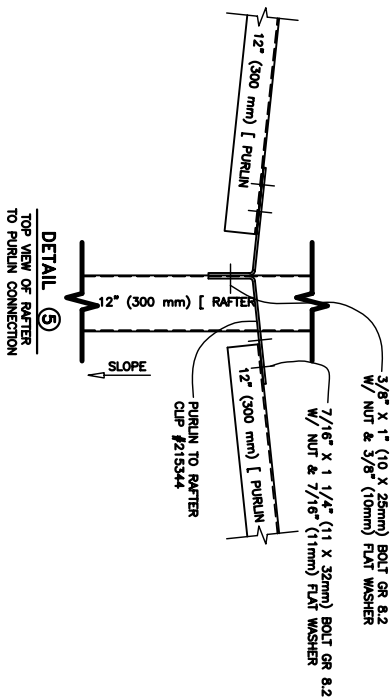 3/8" X 1" (10 X 25mm) BOLT GR 8.2
W/ NUT & 3/8" (10mm) FLAT WASHER
7/16" X 1 1/4" (11 X 32mm) BOLT GR 8.2
W/ NUT & 7/16" (11mm) FLAT WASHER
12" (300 mm) [ PURLIN
12" (300 mm) [ RAFTER
12" (300 mm) [ PURLIN
PURLIN TO RAFTER
CLIP #215344
SLOPE
DETAIL 5
TOP VIEW OF RAFTER
TO PURLIN CONNECTION